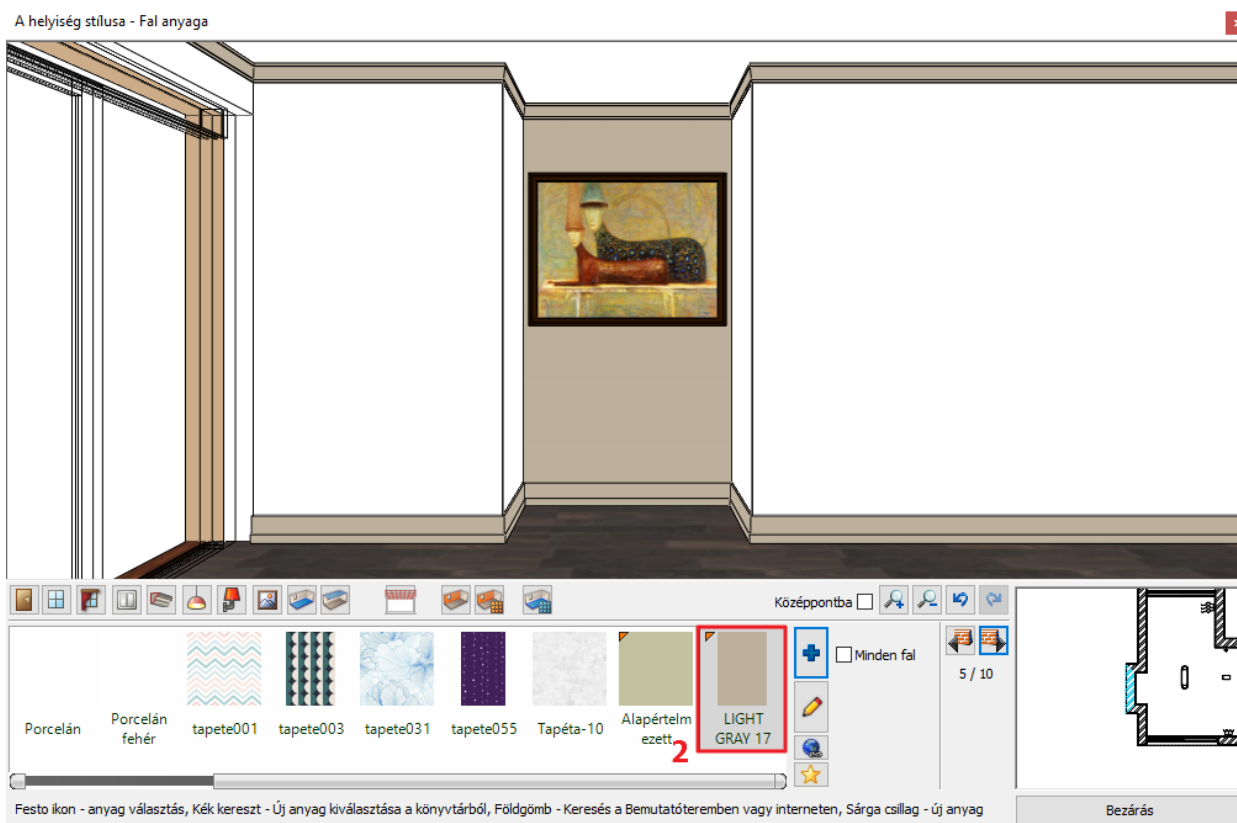 A helyiség stílusa - Fal anyaga
Középpontba
Minden fal
5 / 10
Porcelán
Porcelán
fehér
tapete001
tapete003
tapete031
tapete055
Tapéta-10
Alapértelm
ezett
LIGHT
GRAY 17
2
Festo ikon - anyag választás, Kék kereszt - Új anyag kiválasztása a könyvtárból, Földgömb - Keresés a Bemutatóteremben vagy interneten, Sárga csillag - új anyag
Bezárás